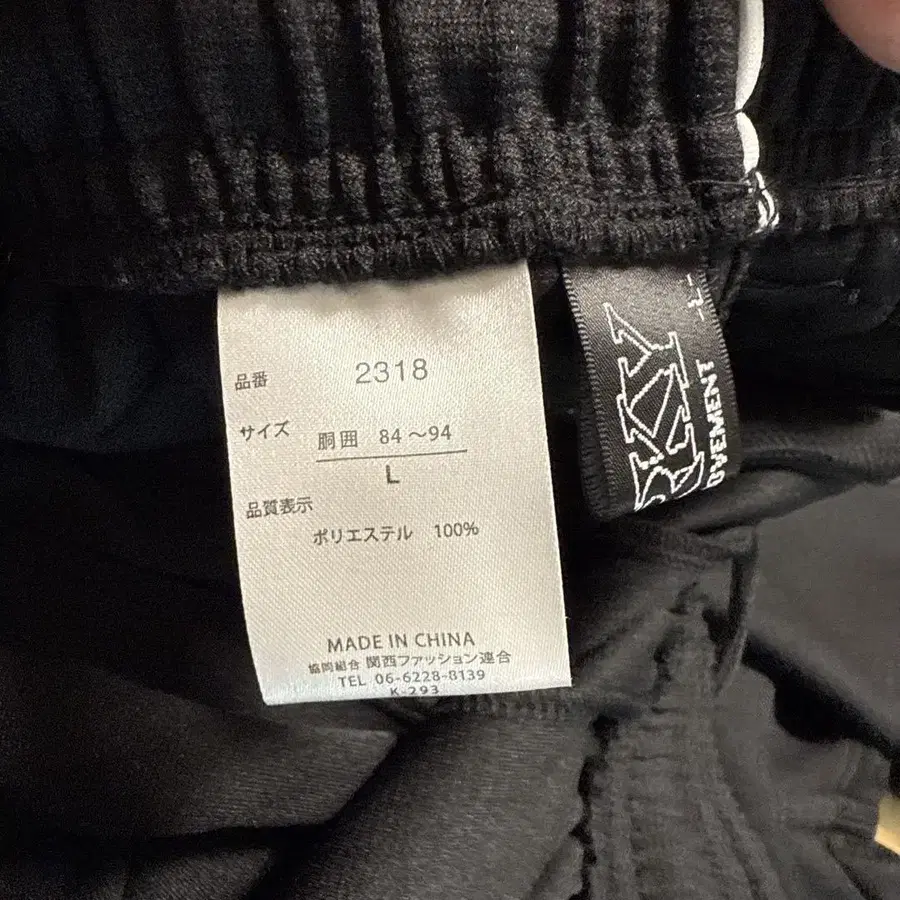 品番 2318
サイズ 胴囲 84～94
L
品質表示
ポリエステル 100%
MADE IN CHINA
協同組合 関西ファッション連合
TEL 06-6228-8139
K-293
L
RKY
OVEMENT